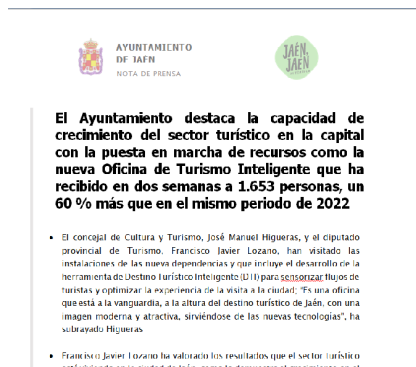 AYUNTAMIENTO
DE JAÉN
NOTA DE PRENSA
JAÉN,
JAÉN
El Ayuntamiento destaca la capacidad de
crecimiento del sector turístico en la capital
con la puesta en marcha de recursos como la
nueva Oficina de Turismo Inteligente que ha
recibido en dos semanas a 1.653 personas, un
60 % más que en el mismo periodo de 2022
• El concejal de Cultura y Turismo, José Manuel Higueras, y el diputado
provincial de Turismo, Francisco Javier Lozano, han visitado las
instalaciones de las nueva dependencias y que incluye el desarrollo de la
herramienta de Destino Turístico Inteligente (DTI) para sensorizar flujos de
turistas y optimizar la experiencia de la visita a la ciudad; "Es una oficina
que está a la vanguardia, a la altura del destino turístico de Jaén, con una
imagen moderna y atractiva, sirviéndose de las nuevas tecnologías", ha
subrayado Higueras
• Francisco Javier Lozano ha valorado los resultados que el sector turístico